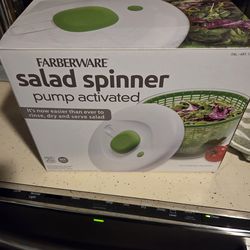 FARBERWARE
salad spinner
pump activated
It's now easier than ever to
rinse, dry and serve salad